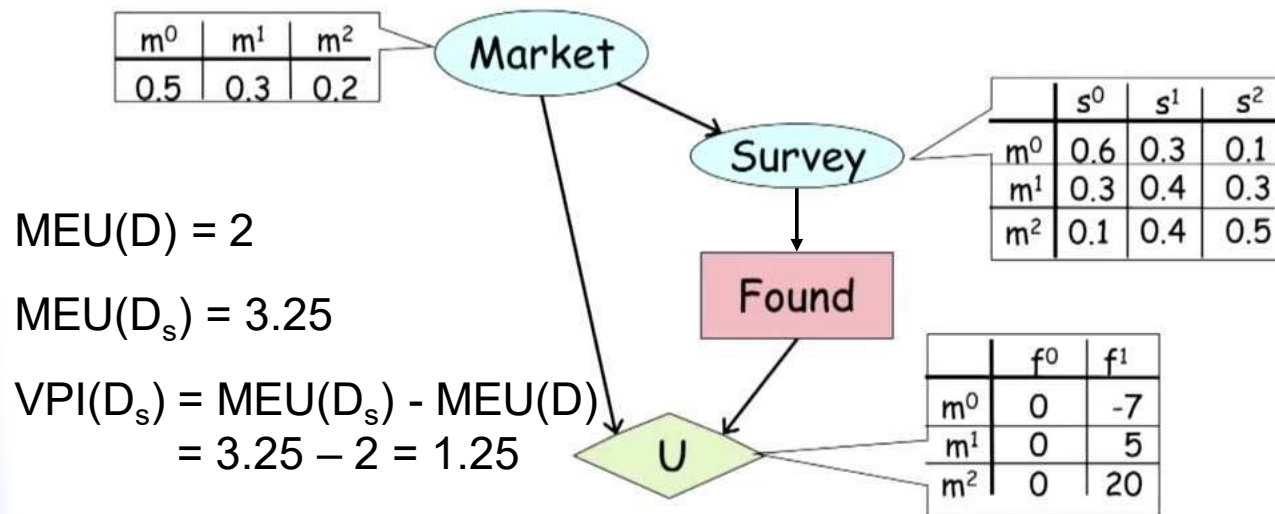 m⁰ m¹ m²
0.5 0.3 0.2
Market
s⁰ s¹ s²
m⁰ 0.6 0.3 0.1
m¹ 0.3 0.4 0.3
m² 0.1 0.4 0.5
Survey
MEU(D) = 2
MEU(Dₛ) = 3.25
VPI(Dₛ) = MEU(Dₛ) - MEU(D)
= 3.25 – 2 = 1.25
Found
f⁰ f¹
m⁰ 0 -7
m¹ 0 5
m² 0 20
U